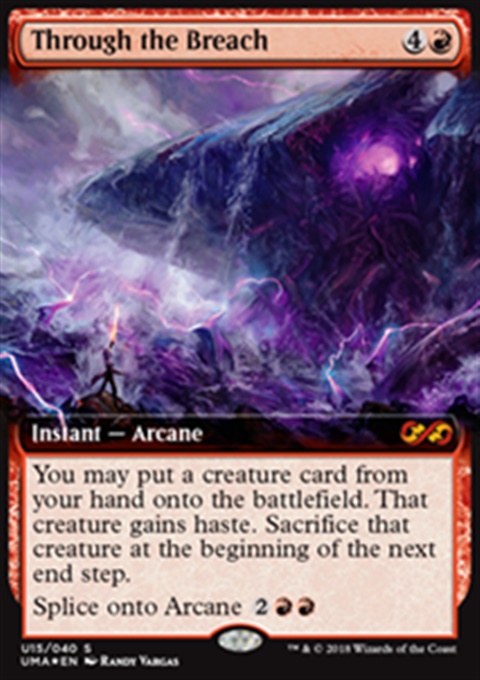 Through the Breach 4
Instant — Arcane
You may put a creature card from
your hand onto the battlefield. That
creature gains haste. Sacrifice that
creature at the beginning of the next
end step.
Splice onto Arcane 2
U15/040 S
UMA★EN Randy Vargas
™ & © 2018 Wizards of the Coast